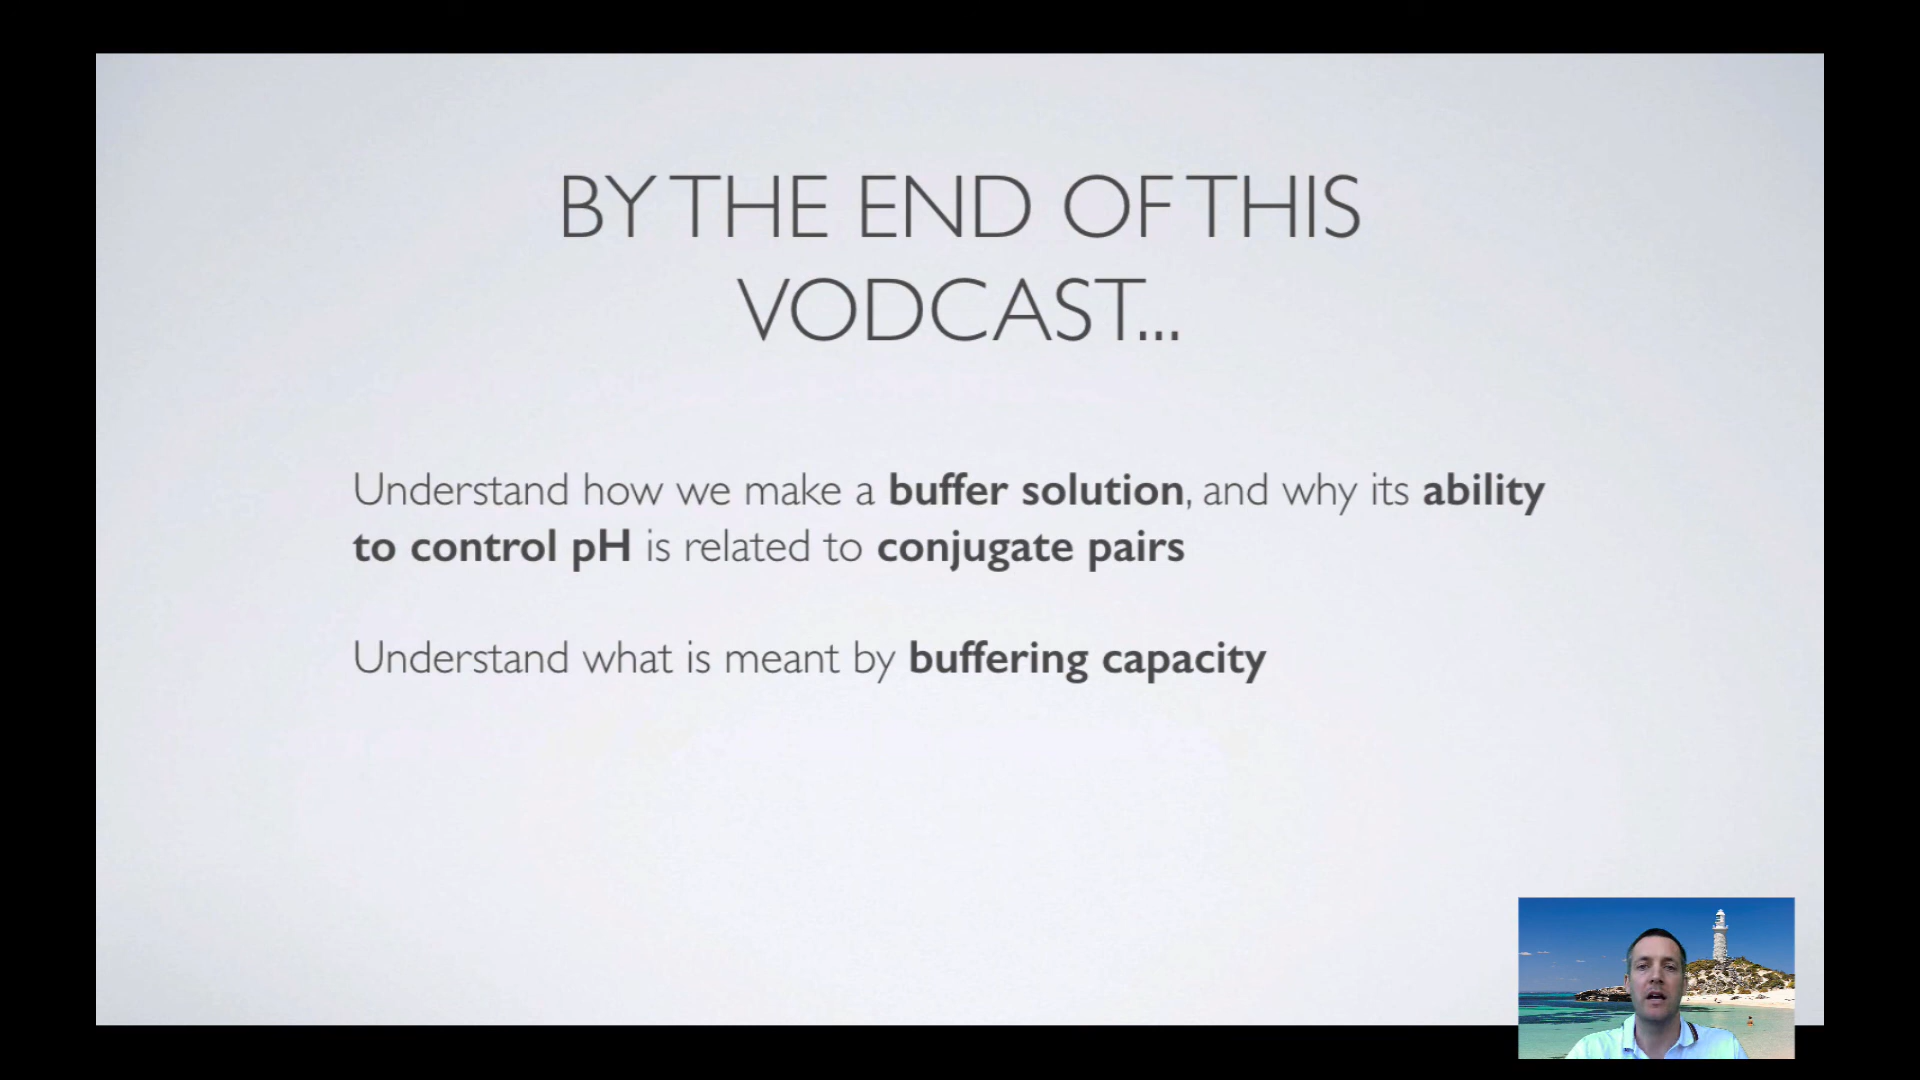 BY THE END OF THIS
VODCAST...
Understand how we make a buffer solution, and why its ability
to control pH is related to conjugate pairs
Understand what is meant by buffering capacity